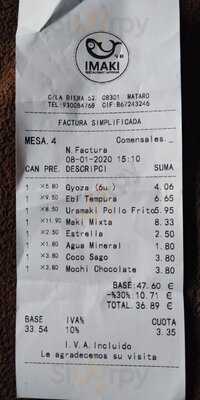 IMAKI
C/LA RIERA 52. 08301 MATARO
TEL:930084768 CIF:B67243246
FACTURA SIMPLIFICADA
MESA. 4 Comensales._
N.Factura
08-01-2020 15:10
CAN PRE. DESCRIPCI SUMA
1 x5.80 Gyoza (6u.) 4.06
1 x9.50 Ebi Tempura 6.65
1 x8.50 Uramaki Pollo Frito5.95
1 x11.90 Maki Mixta 8.33
1 x2.50 Estrella 2.50
1 x1.80 Agua Mineral 1.80
1 x3.80 Coco Sago 3.80
1 x3.80 Mochi Chocolate 3.80
BASE:47.60 €
-%30%:10.71 €
TOTAL.36.89 €
BASE IVA% CUOTA
33.54 10% 3.35
I.V.A.Incluido
Le agradecemos su visita